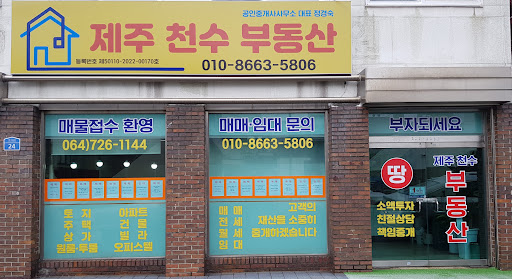 공인중개사사무소 대표 정경숙
제주 천수 부동산
등록번호 제50110-2022-00170호
010-8663-5806
24
매물접수 환영
064)726-1144
토지 아파트
주택 건물
상가 빌라
원룸·투룸 오피스텔
매매·임대 문의
010-8663-5806
매매
전세
월세
임대
고객의
재산을 소중히
중개하겠습니다
부자되세요
땅
제주 천수
부동산
소액투자
친절상담
책임중개